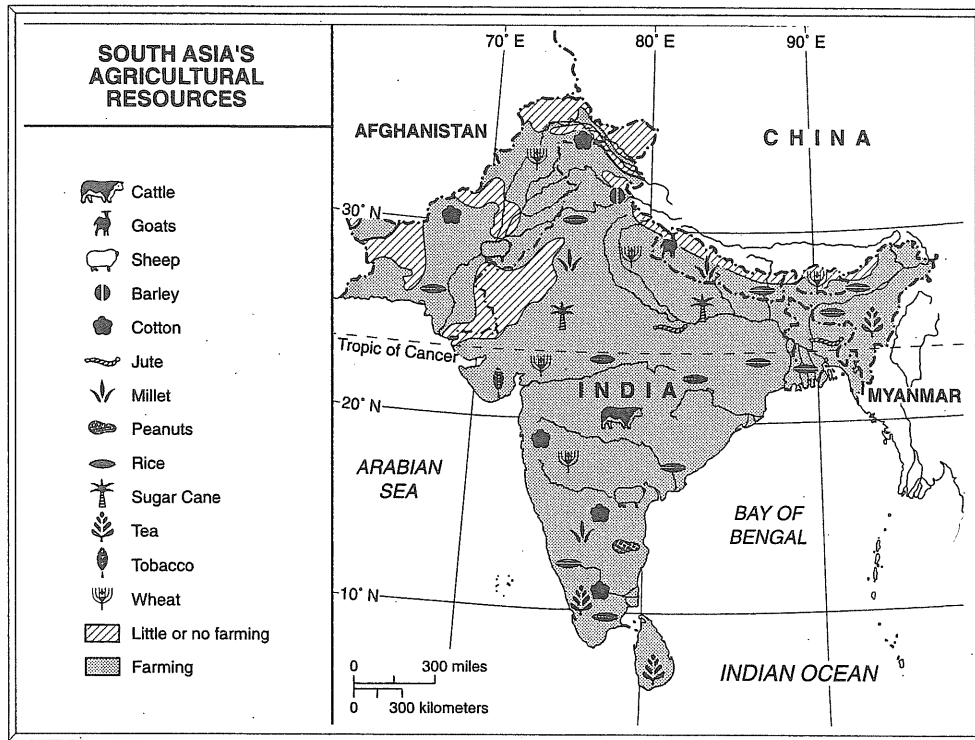 SOUTH ASIA'S
AGRICULTURAL
RESOURCES
Cattle
Goats
Sheep
Barley
Cotton
Jute
Millet
Peanuts
Rice
Sugar Cane
Tea
Tobacco
Wheat
Little or no farming
Farming
70° E
80° E
90° E
AFGHANISTAN
CHINA
30° N
Tropic of Cancer
INDIA
MYANMAR
20° N
ARABIAN
SEA
BAY OF
BENGAL
10° N
INDIAN OCEAN
0 300 miles
0 300 kilometers